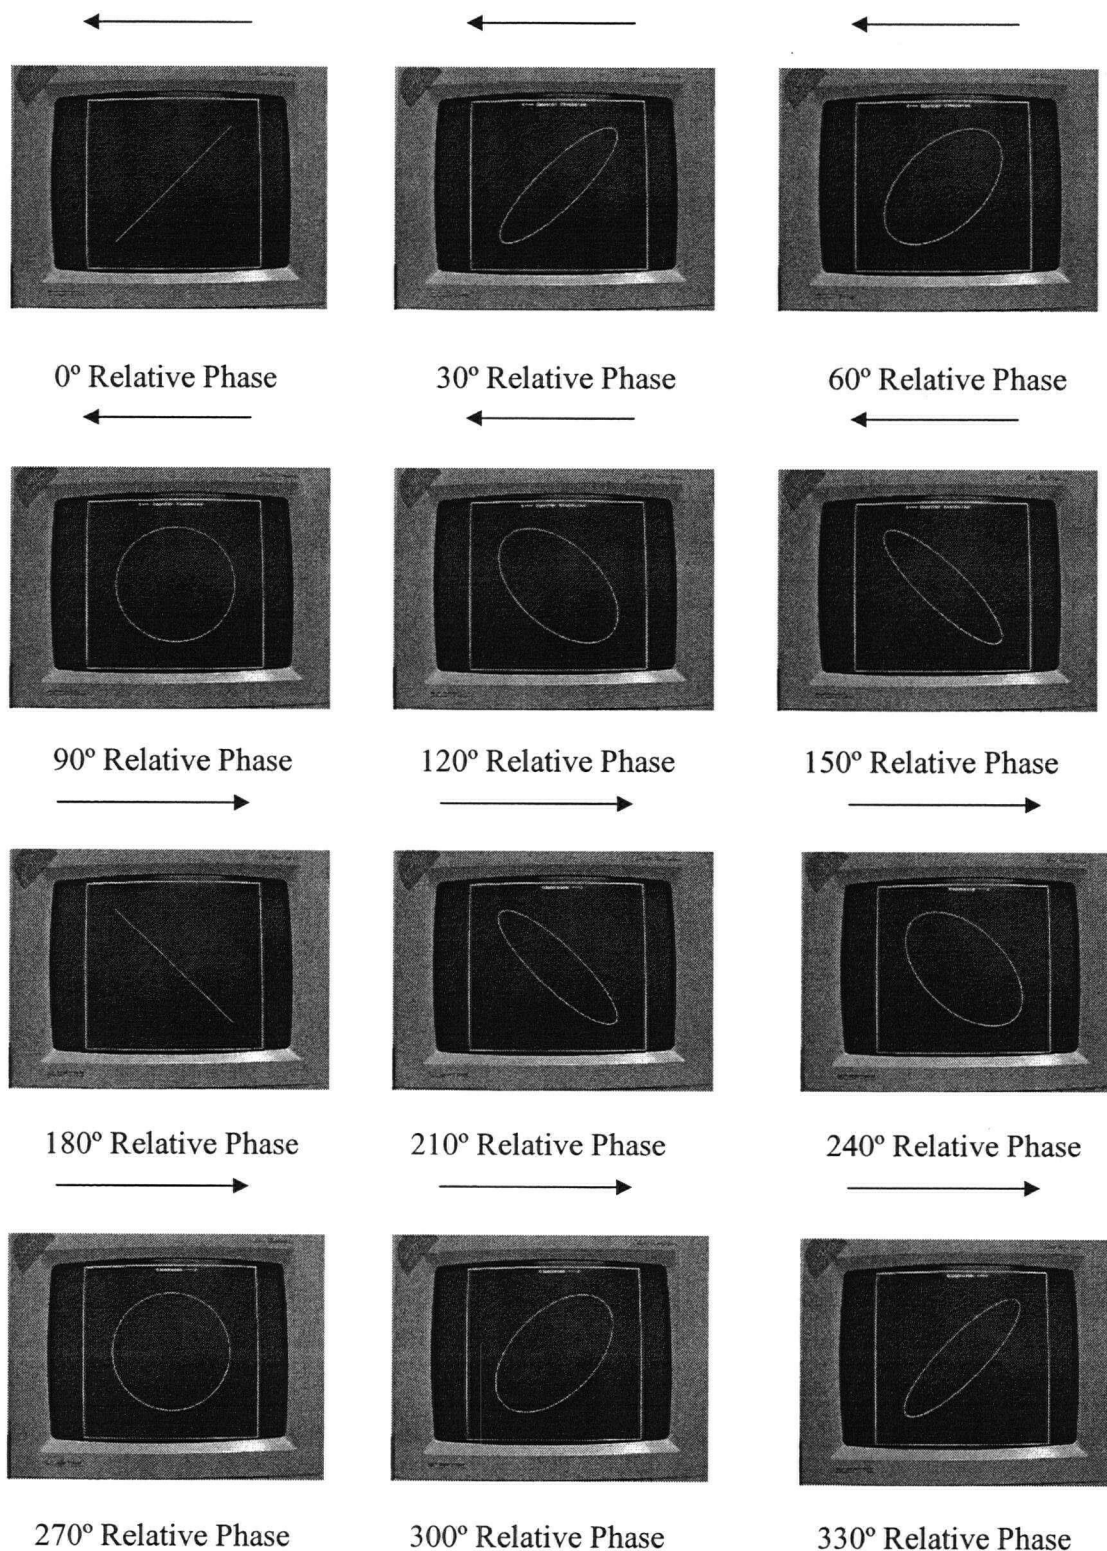 0º Relative Phase
30º Relative Phase
60º Relative Phase
90º Relative Phase
120º Relative Phase
150º Relative Phase
180º Relative Phase
210º Relative Phase
240º Relative Phase
270º Relative Phase
300º Relative Phase
330º Relative Phase